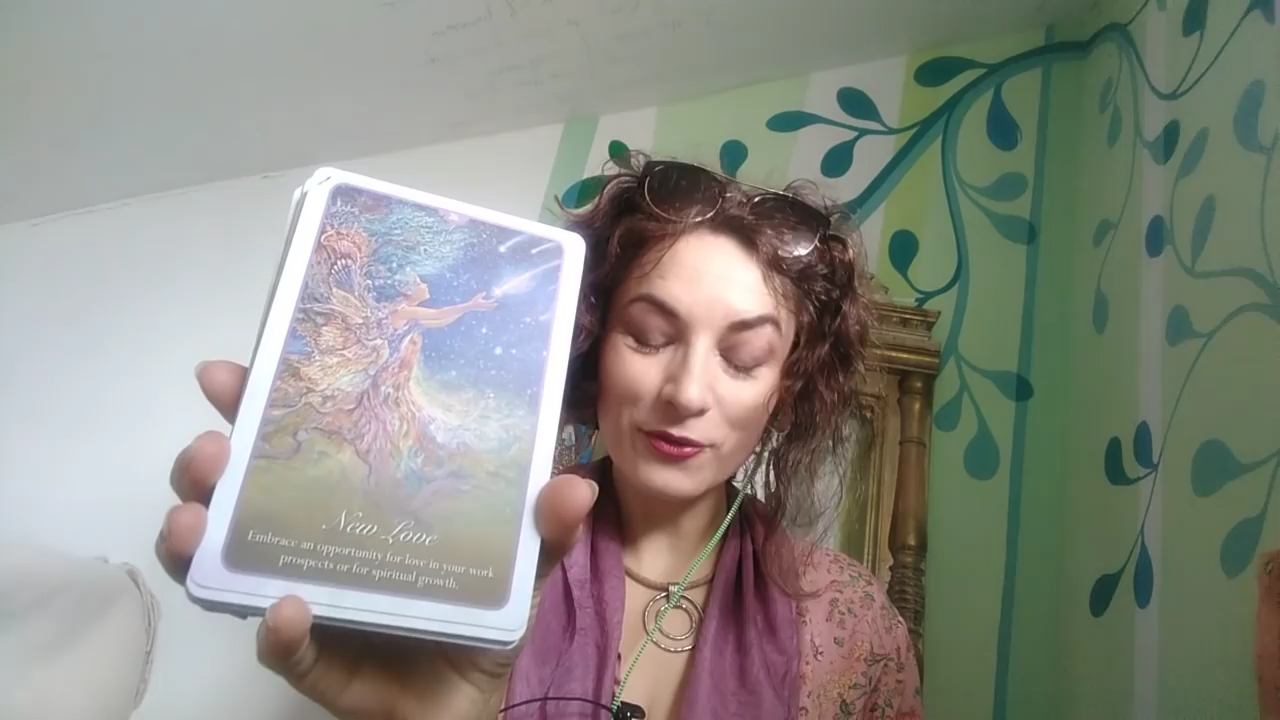 New Love
Embrace an opportunity for love in your work
prospects or for spiritual growth.